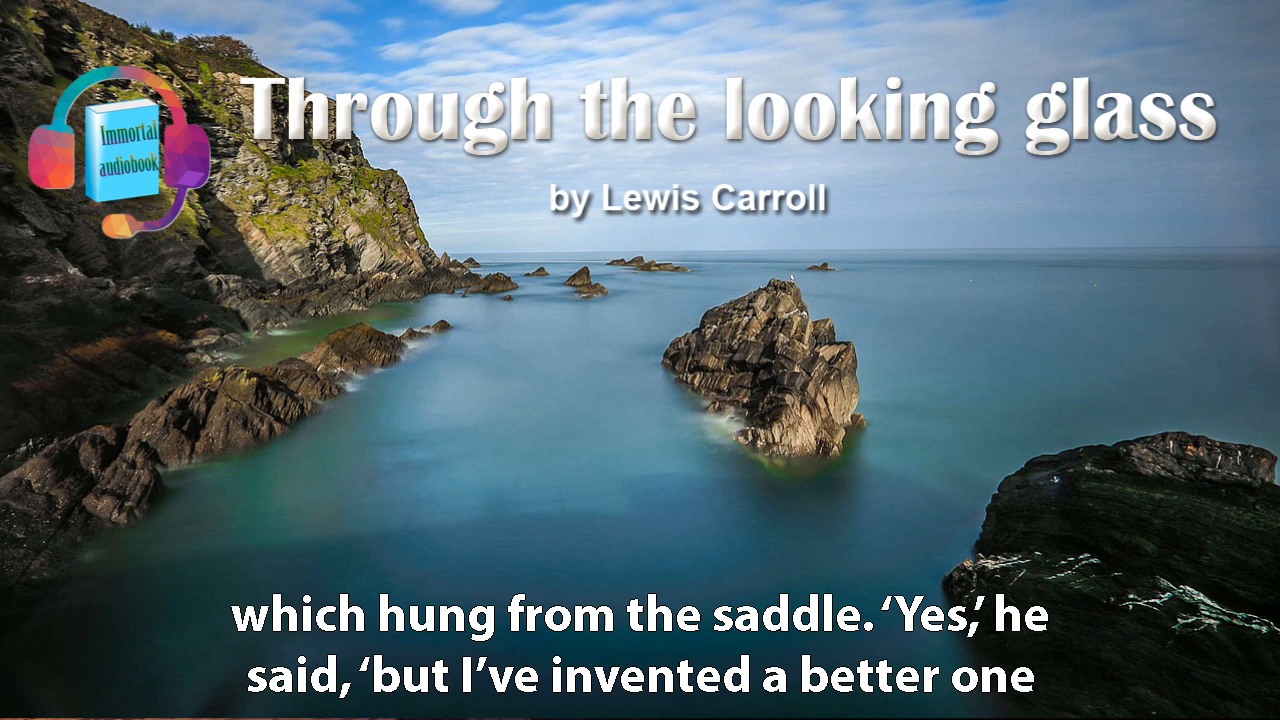 Immortal
audiobook
Through the looking glass
by Lewis Carroll
which hung from the saddle. ‘Yes,’ he
said, ‘but I’ve invented a better one